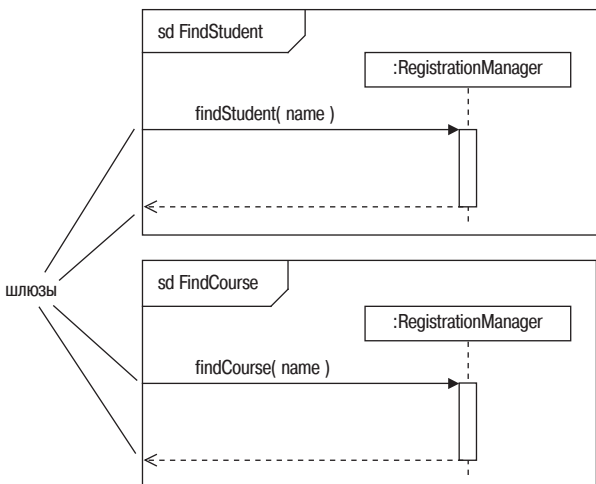 sd FindStudent
:RegistrationManager
findStudent( name )
шлюзы
sd FindCourse
:RegistrationManager
findCourse( name )